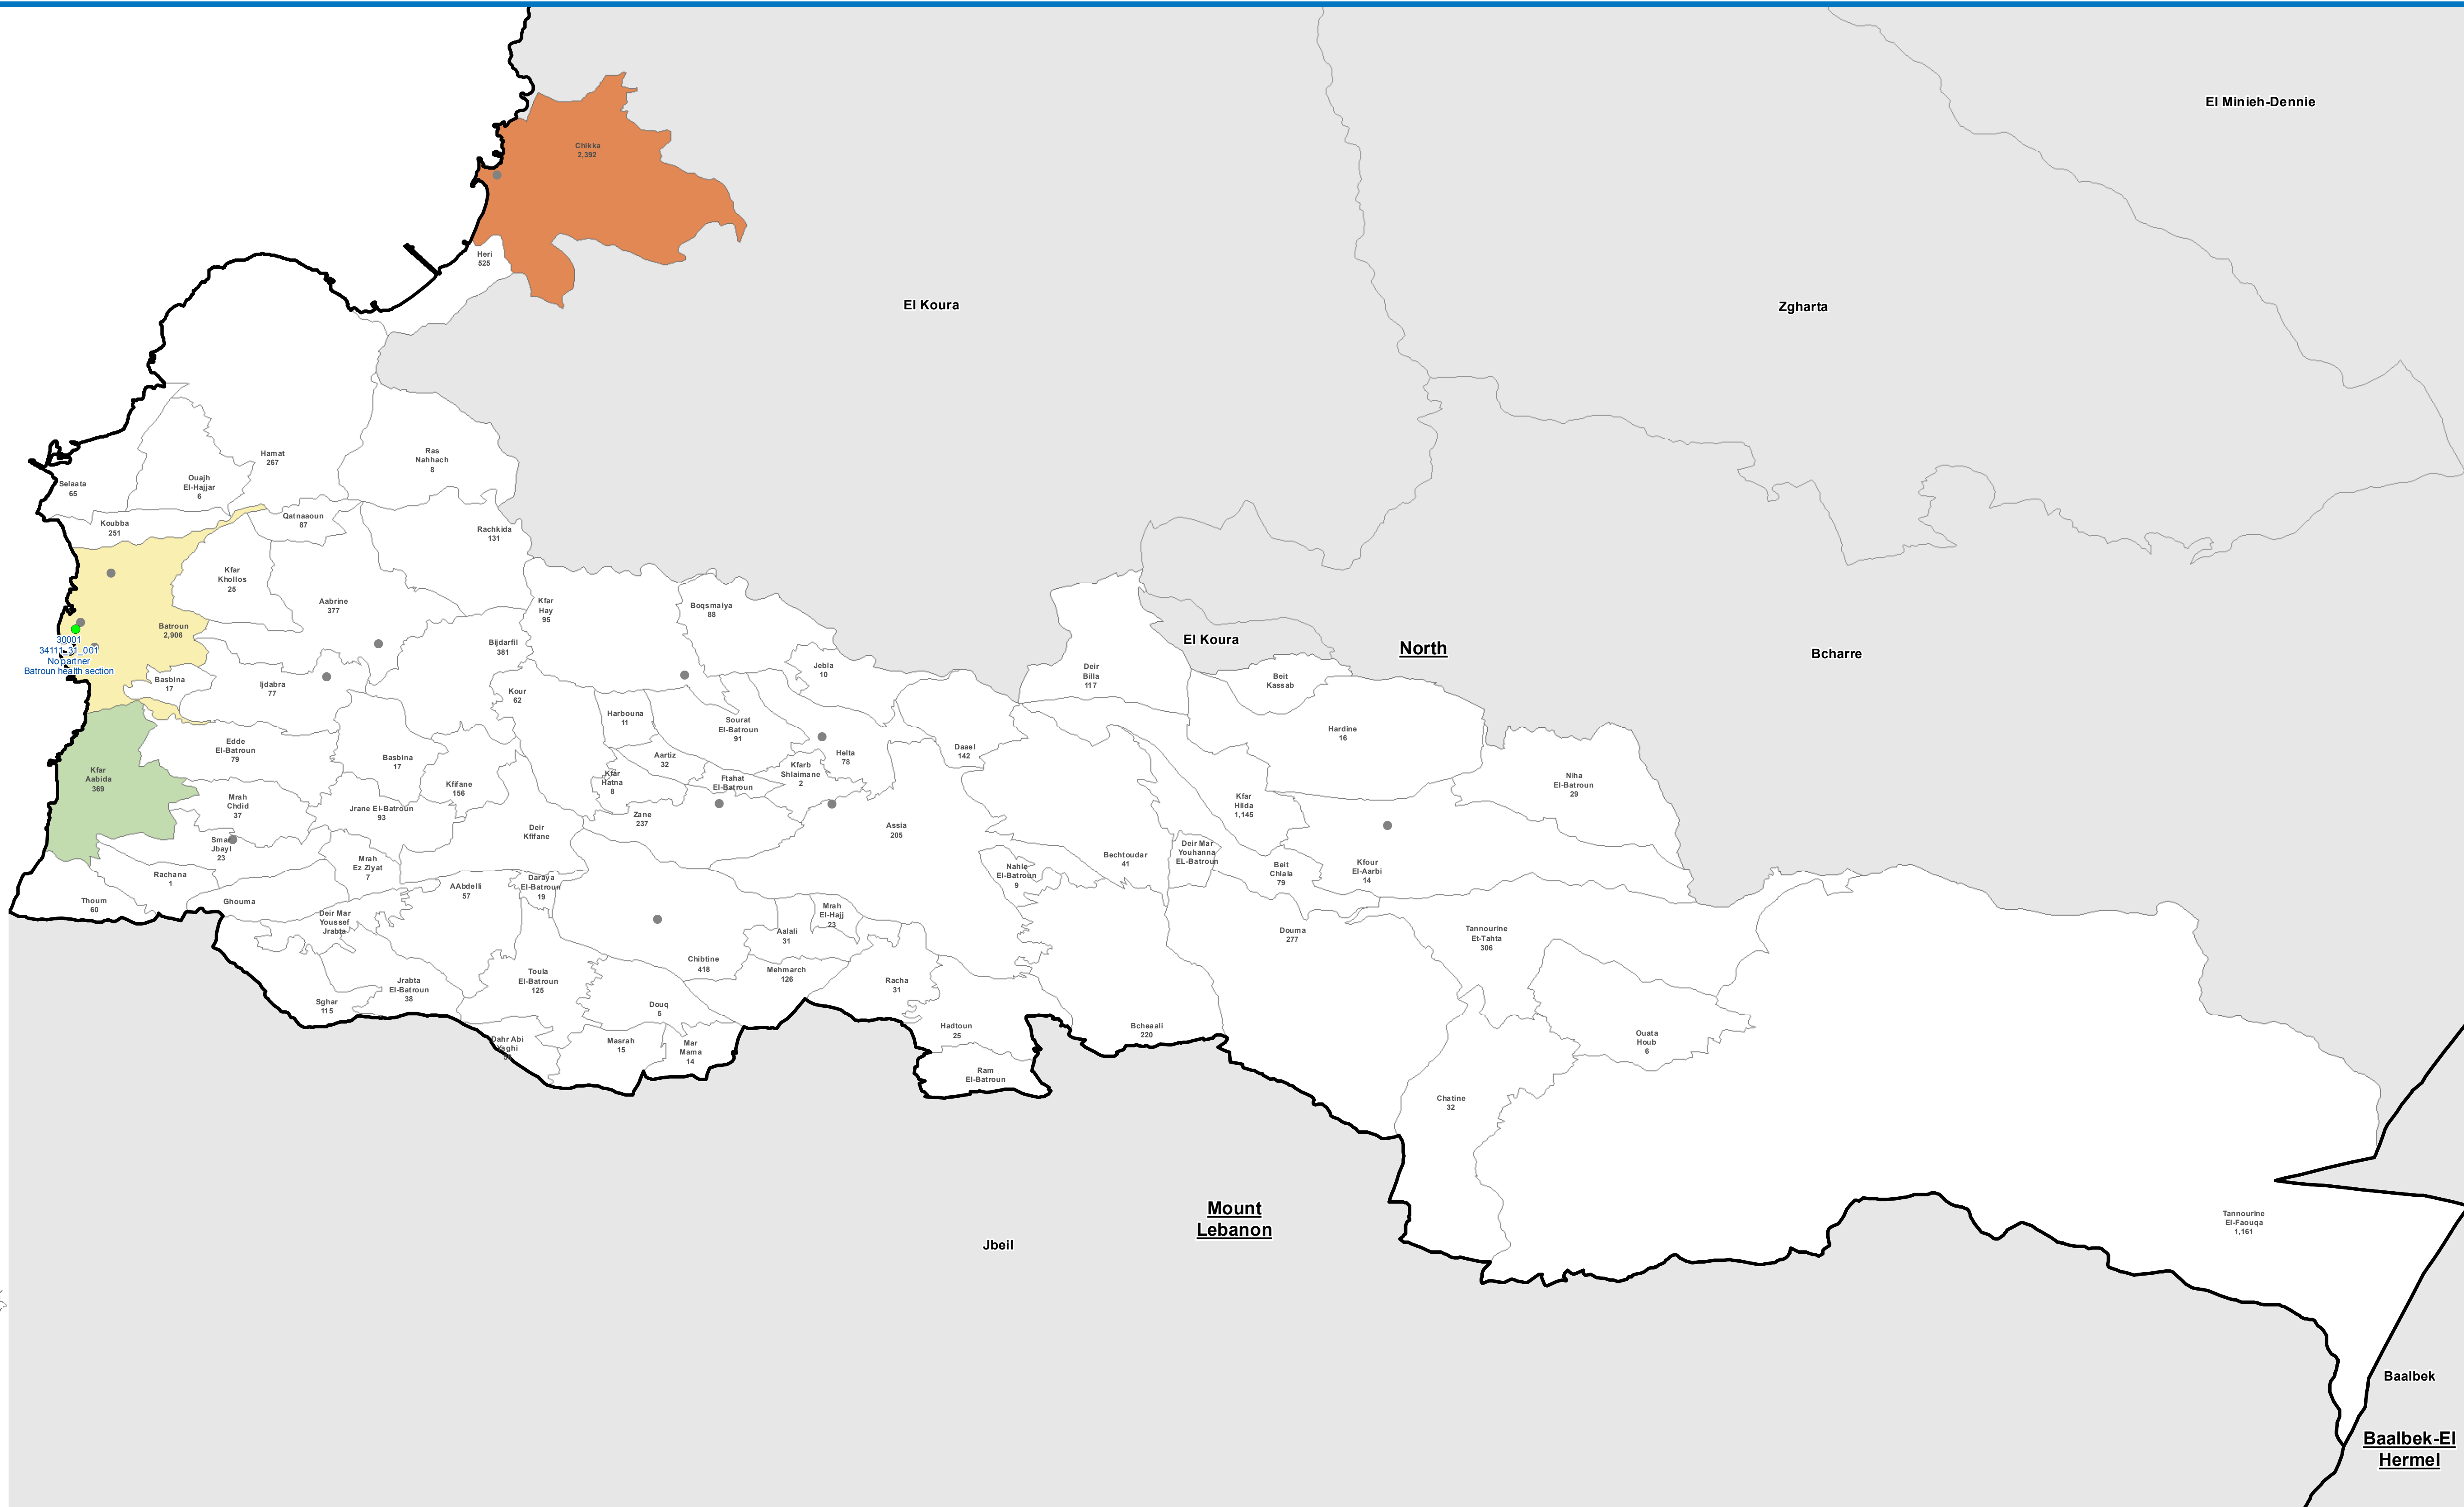 El Minieh-Dennie
Chikka
2,392
Heri
525
El Koura
Zgharta
Hamat
267
Ras
Nahhach
8
Ouajh
El-Hajjar
6
Selaata
65
Koubba
251
Qatnaaoun
87
Rachkida
131
Kfar
Khollos
25
Aabrine
377
Kfar
Hay
95
Boqsmaiya
88
Batroun
2,906
30001
34111_31_001
No partner
Batroun health section
Bijdarfil
381
El Koura
North
Bcharre
Basbina
17
Ijdabra
77
Kour
62
Jebla
10
Deir
Billa
117
Beit
Kassab
Harbouna
11
Sourat
El-Batroun
91
Hardine
16
Edde
El-Batroun
79
Basbina
17
Aartiz
32
Helta
78
Daael
142
Kfar
Aabida
369
Kfifane
156
Kfar
Hatna
8
Ftahat
El-Batroun
Kfarb
Shlaimane
2
Niha
El-Batroun
29
Mrah
Chdid
37
Jrane El-Batroun
93
Zane
237
Kfar
Hilda
1,145
Deir
Kfifane
Assia
205
Smar
Jbayl
23
Mrah
Ez Ziyat
7
Bechtoudar
41
Deir Mar
Youhanna
EL-Batroun
Beit
Chlala
79
Kfour
El-Aarbi
14
Rachana
1
Nahle
El-Batroun
9
Daraya
El-Batroun
19
AAbdelli
57
Thoum
60
Ghouma
Deir Mar
Youssef
Jrabta
Mrah
El-Hajj
23
Aalali
31
Douma
277
Tannourine
Et-Tahta
306
Chibtine
418
Mehmarch
126
Toula
El-Batroun
125
Racha
31
Jrabta
El-Batroun
38
Sghar
115
Douq
5
Hadtoun
25
Bcheaali
220
Ouata
Houb
6
Dahr Abi
Yaghi
Masrah
15
Mar
Mama
14
Ram
El-Batroun
Chatine
32
Mount
Lebanon
Jbeil
Tannourine
El-Faouqa
1,161
Baalbek
Baalbek-El
Hermel